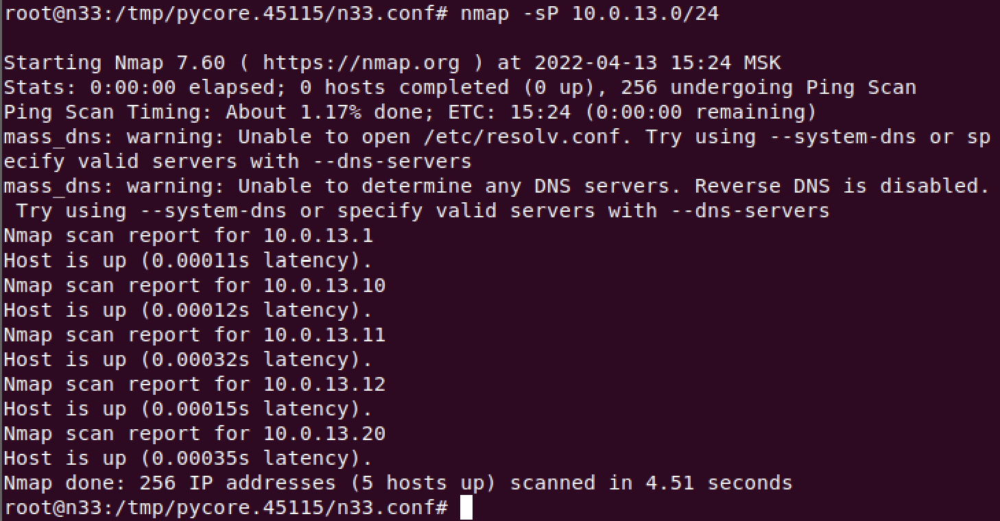 root@n33:/tmp/pycore.45115/n33.conf# nmap -sP 10.0.13.0/24
Starting Nmap 7.60 ( https://nmap.org ) at 2022-04-13 15:24 MSK
Stats: 0:00:00 elapsed; 0 hosts completed (0 up), 256 undergoing Ping Scan
Ping Scan Timing: About 1.17% done; ETC: 15:24 (0:00:00 remaining)
mass_dns: warning: Unable to open /etc/resolv.conf. Try using --system-dns or sp
ecify valid servers with --dns-servers
mass_dns: warning: Unable to determine any DNS servers. Reverse DNS is disabled.
 Try using --system-dns or specify valid servers with --dns-servers
Nmap scan report for 10.0.13.1
Host is up (0.00011s latency).
Nmap scan report for 10.0.13.10
Host is up (0.00012s latency).
Nmap scan report for 10.0.13.11
Host is up (0.00032s latency).
Nmap scan report for 10.0.13.12
Host is up (0.00015s latency).
Nmap scan report for 10.0.13.20
Host is up (0.00035s latency).
Nmap done: 256 IP addresses (5 hosts up) scanned in 4.51 seconds
root@n33:/tmp/pycore.45115/n33.conf#